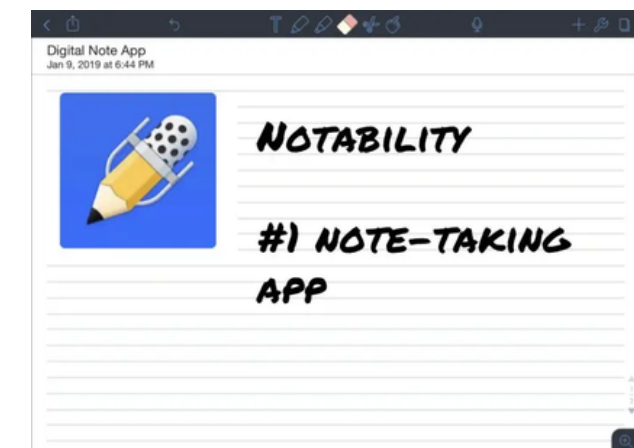 Digital Note App
Jan 9, 2019 at 6:44 PM
NOTABILITY
#1 NOTE-TAKING
APP